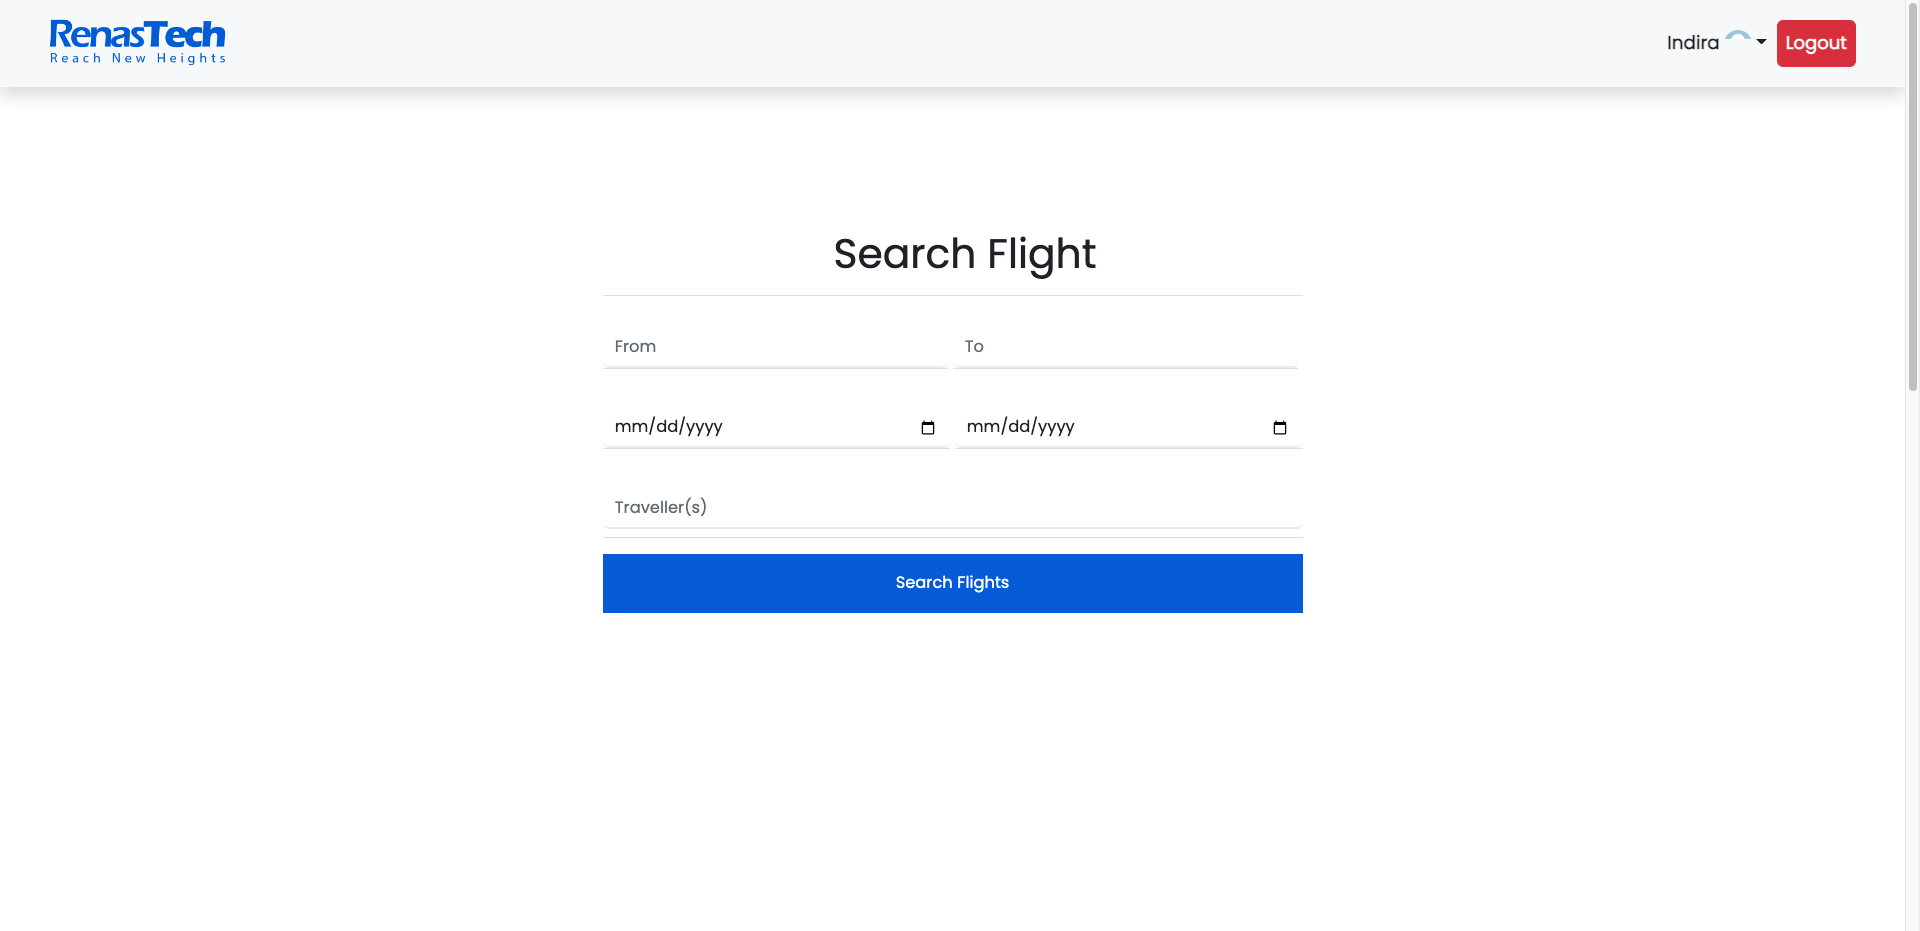 RenasTech
Reach New Heights
Indira
Logout
Search Flight
From
To
mm/dd/yyyy
mm/dd/yyyy
Traveller(s)
Search Flights